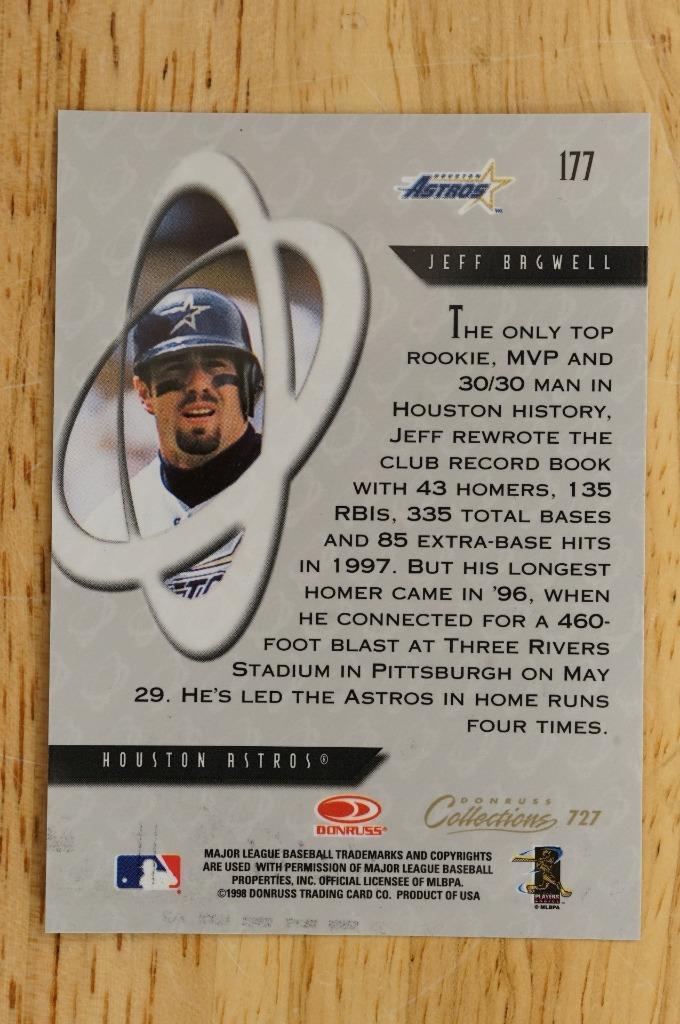 177
HOUSTON
ASTROS
JEFF BAGWELL
THE ONLY TOP
ROOKIE, MVP AND
30/30 MAN IN
HOUSTON HISTORY,
JEFF REWROTE THE
CLUB RECORD BOOK
WITH 43 HOMERS, 135
RBIS, 335 TOTAL BASES
AND 85 EXTRA-BASE HITS
IN 1997. BUT HIS LONGEST
HOMER CAME IN '96, WHEN
HE CONNECTED FOR A 460-
FOOT BLAST AT THREE RIVERS
STADIUM IN PITTSBURGH ON MAY
29. HE'S LED THE ASTROS IN HOME RUNS
FOUR TIMES.
HOUSTON ASTROS®
DONRUSS®
DONRUSS
Collections 727
MAJOR LEAGUE BASEBALL TRADEMARKS AND COPYRIGHTS
ARE USED WITH PERMISSION OF MAJOR LEAGUE BASEBALL
PROPERTIES, INC. OFFICIAL LICENSEE OF MLBPA.
©1998 DONRUSS TRADING CARD CO. PRODUCT OF USA
PLAYERS
CHOICE
© MLBPA